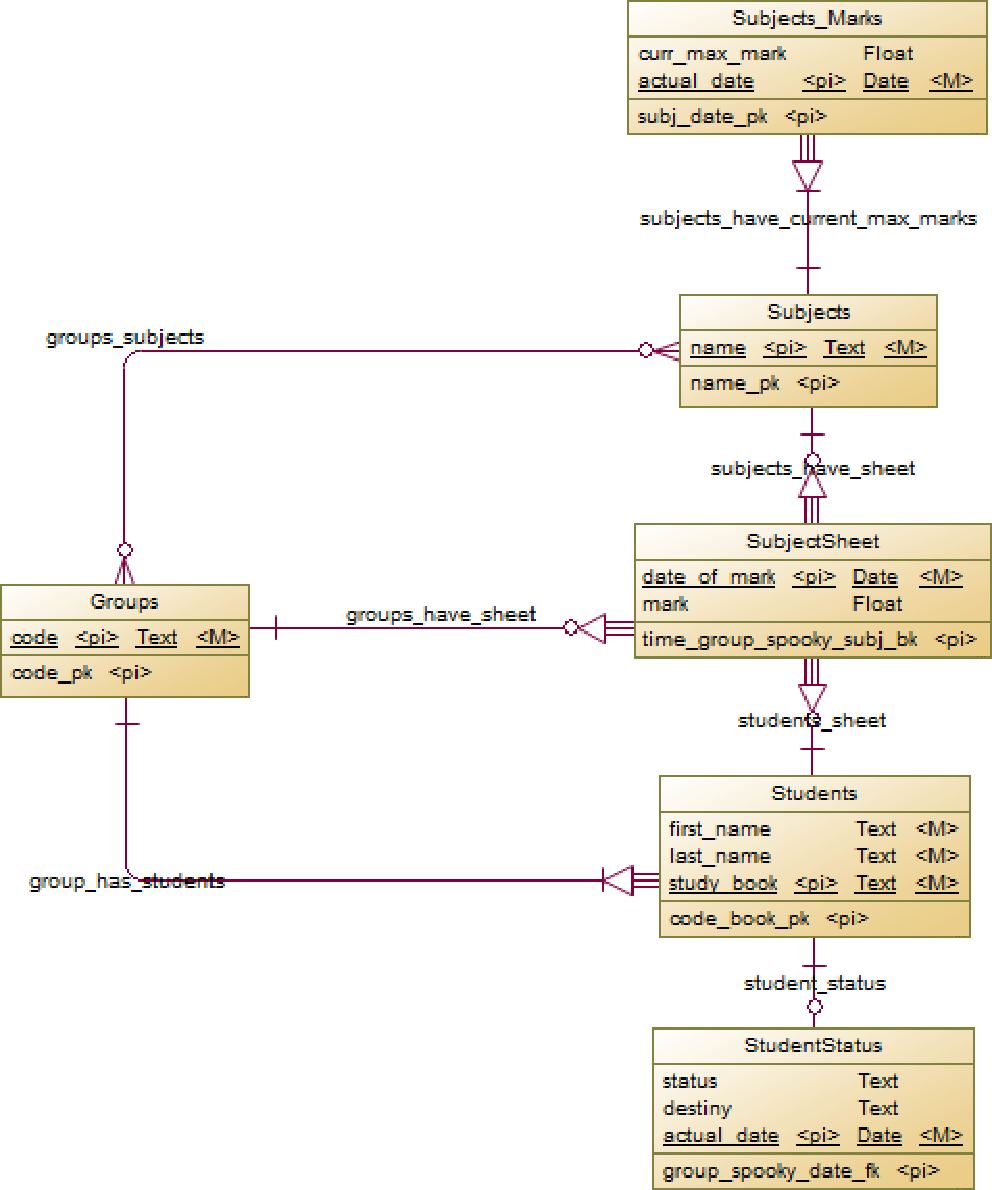 Subjects_Marks
curr_max_mark Float
actual_date <pi> Date <M>
subj_date_pk <pi>
subjects_have_current_max_marks
Subjects
name <pi> Text <M>
name_pk <pi>
groups_subjects
subjects_have_sheet
SubjectSheet
date_of_mark <pi> Date <M>
mark Float
time_group_spooky_subj_bk <pi>
groups_have_sheet
Groups
code <pi> Text <M>
code_pk <pi>
students_sheet
Students
first_name Text <M>
last_name Text <M>
study_book <pi> Text <M>
code_book_pk <pi>
group_has_students
student_status
StudentStatus
status Text
destiny Text
actual_date <pi> Date <M>
group_spooky_date_fk <pi>